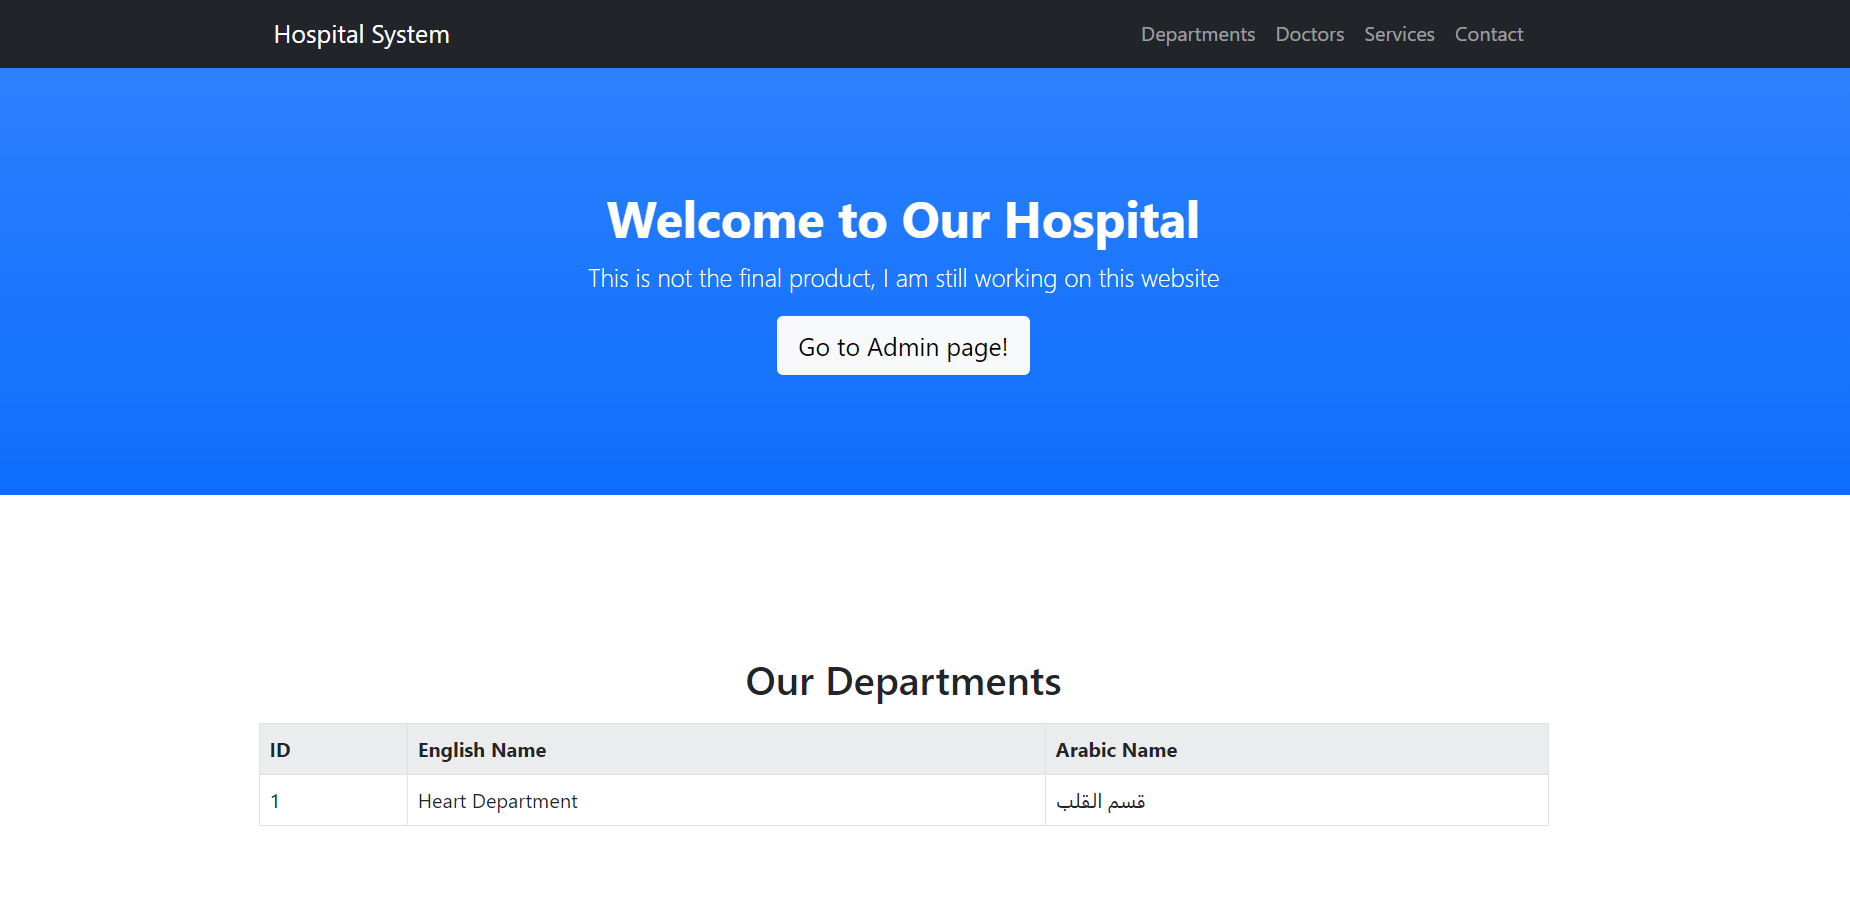 Hospital System Departments Doctors Services Contact
Welcome to Our Hospital
This is not the final product, I am still working on this website
Go to Admin page!
Our Departments
ID English Name Arabic Name
1 Heart Department قسم القلب